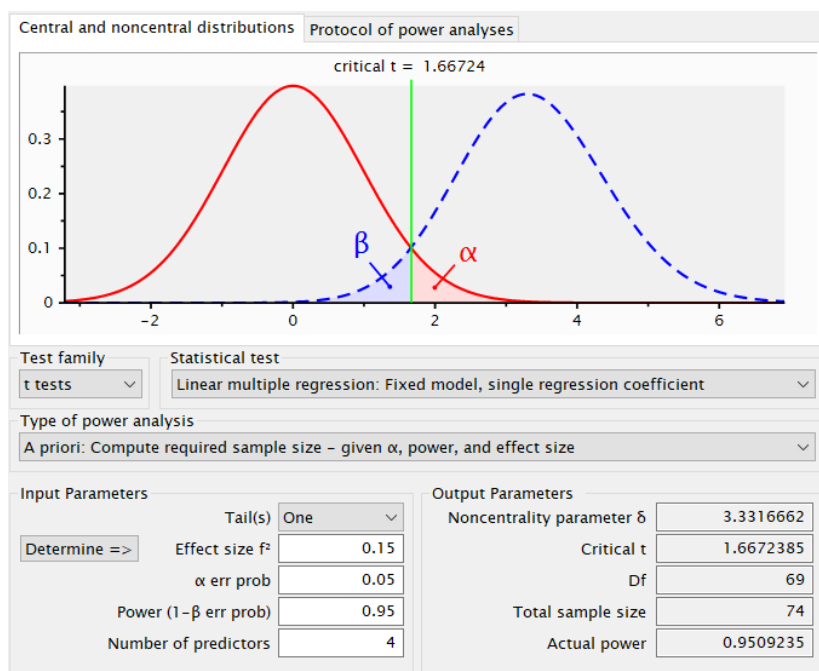 Central and noncentral distributions Protocol of power analyses
critical t = 1.66724
0.3
0.2
0.1
β α
0
-2 0 2 4 6
Test family Statistical test
t tests Linear multiple regression: Fixed model, single regression coefficient
Type of power analysis
A priori: Compute required sample size – given α, power, and effect size
Input Parameters Output Parameters
Tail(s) One Noncentrality parameter δ 3.3316662
Determine => Effect size f² 0.15 Critical t 1.6672385
α err prob 0.05 Df 69
Power (1-β err prob) 0.95 Total sample size 74
Number of predictors 4 Actual power 0.9509235